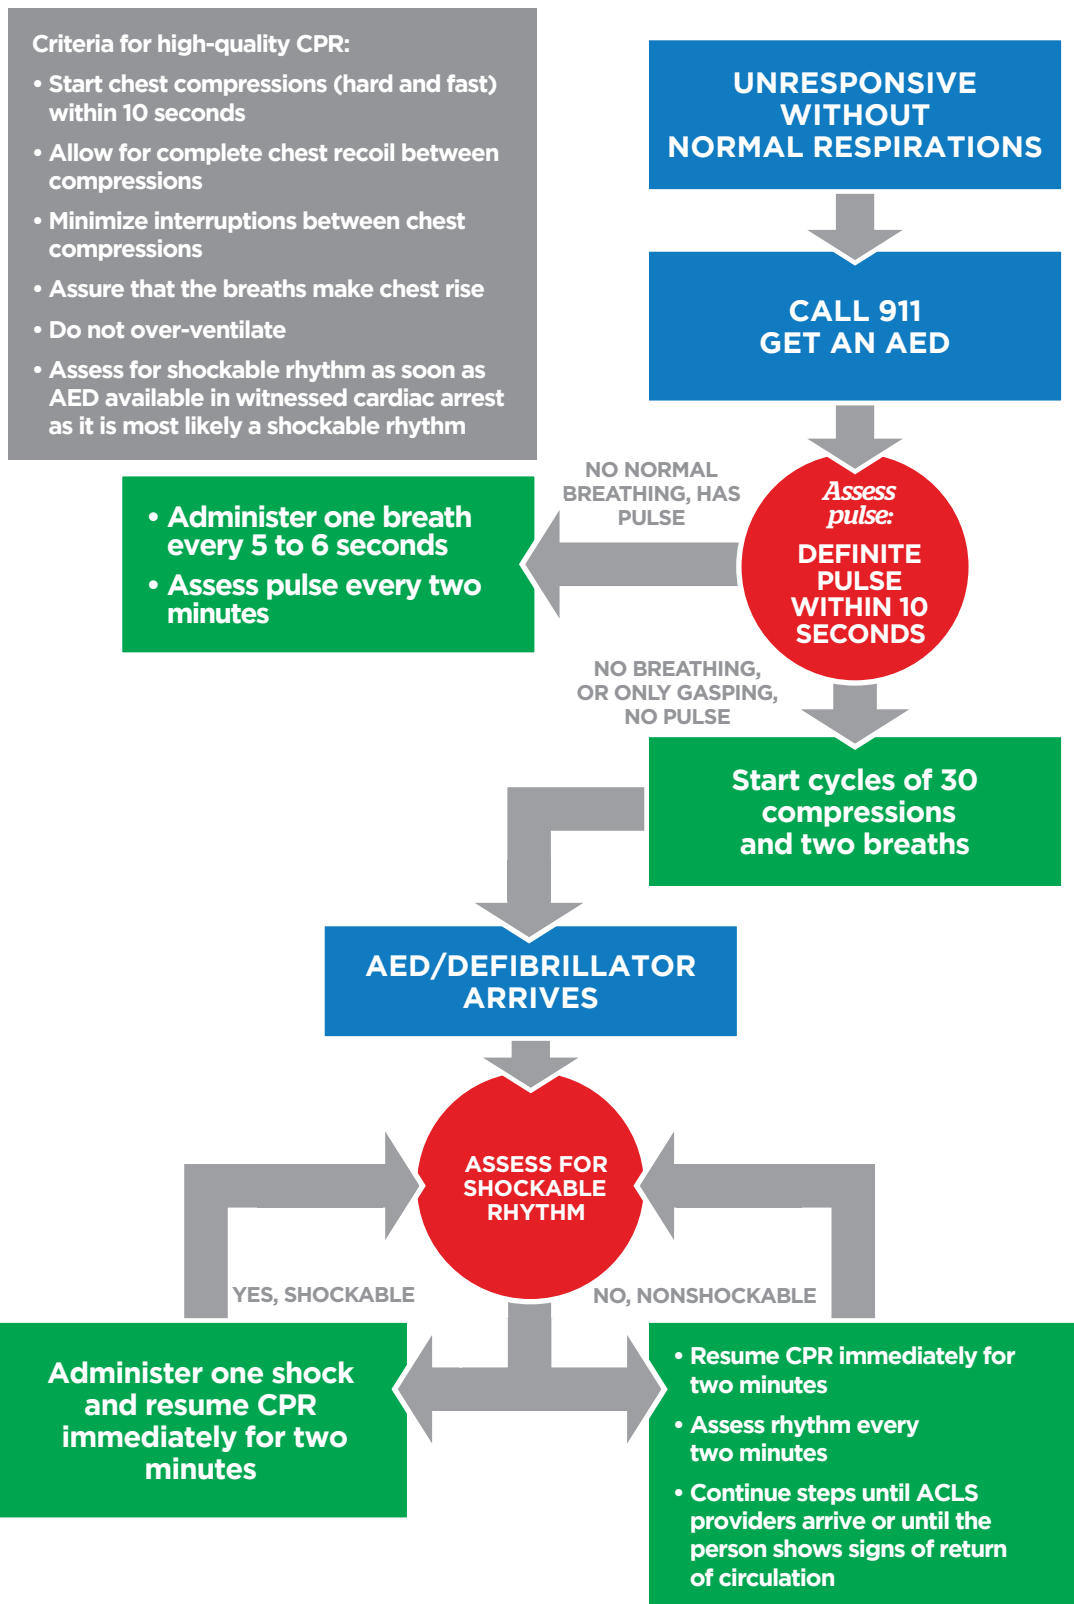 Criteria for high-quality CPR:
• Start chest compressions (hard and fast)
within 10 seconds
• Allow for complete chest recoil between
compressions
• Minimize interruptions between chest
compressions
• Assure that the breaths make chest rise
• Do not over-ventilate
• Assess for shockable rhythm as soon as
AED available in witnessed cardiac arrest
as it is most likely a shockable rhythm
UNRESPONSIVE
WITHOUT
NORMAL RESPIRATIONS
CALL 911
GET AN AED
Assess
pulse:
DEFINITE
PULSE
WITHIN 10
SECONDS
NO NORMAL
BREATHING, HAS
PULSE
• Administer one breath
every 5 to 6 seconds
• Assess pulse every two
minutes
NO BREATHING,
OR ONLY GASPING,
NO PULSE
Start cycles of 30
compressions
and two breaths
AED/DEFIBRILLATOR
ARRIVES
ASSESS FOR
SHOCKABLE
RHYTHM
YES, SHOCKABLE
NO, NONSHOCKABLE
Administer one shock
and resume CPR
immediately for two
minutes
• Resume CPR immediately for
two minutes
• Assess rhythm every
two minutes
• Continue steps until ACLS
providers arrive or until the
person shows signs of return
of circulation